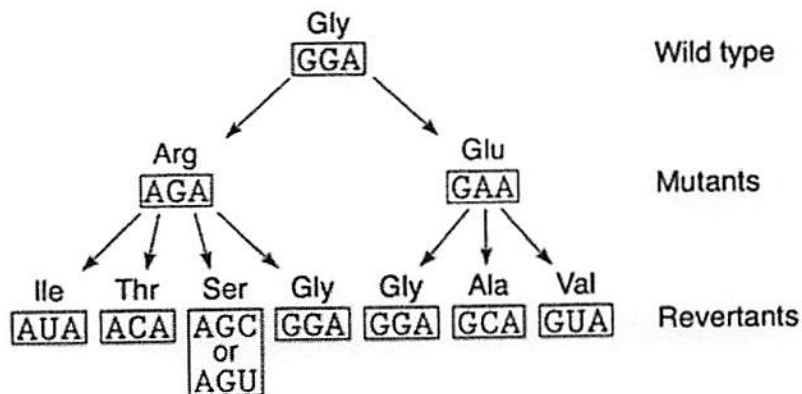 Gly
GGA Wild type
Arg Glu
AGA GAA Mutants
Ile Thr Ser Gly Gly Ala Val
AUA ACA AGC GGA GGA GCA GUA Revertants
or
AGU